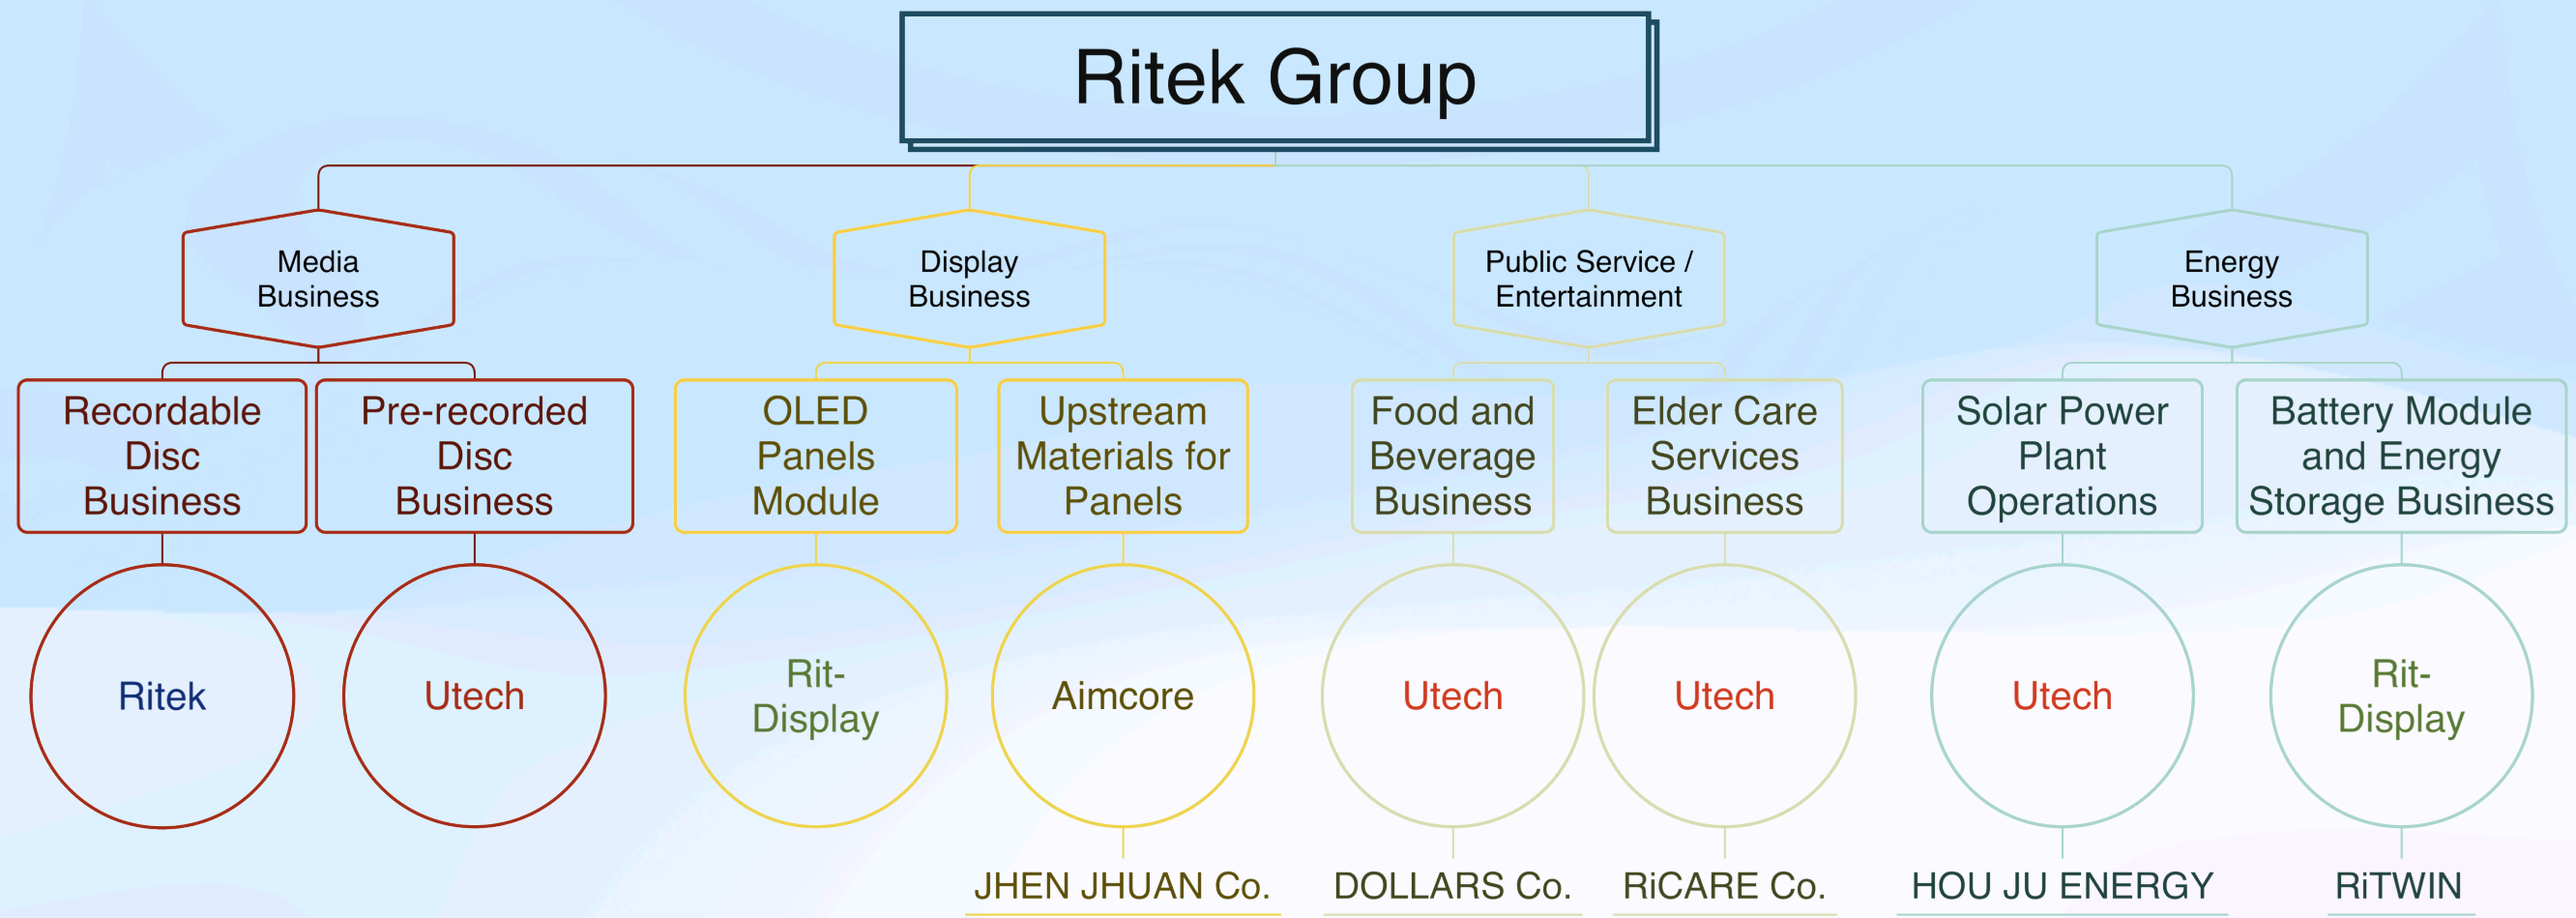 Ritek Group
Media
Business
Display
Business
Public Service /
Entertainment
Energy
Business
Recordable
Disc
Business
Pre-recorded
Disc
Business
OLED
Panels
Module
Upstream
Materials for
Panels
Food and
Beverage
Business
Elder Care
Services
Business
Solar Power
Plant
Operations
Battery Module
and Energy
Storage Business
Ritek
Utech
Rit-
Display
Aimcore
Utech
Utech
Utech
Rit-
Display
JHEN JHUAN Co.
DOLLARS Co.
RiCARE Co.
HOU JU ENERGY
RiTWIN